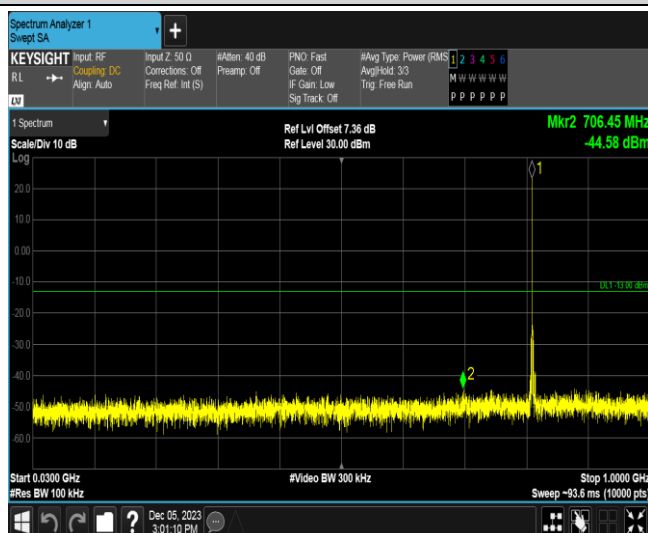 Spectrum Analyzer 1
Swept SA
+
KEYSIGHT
RL
LXI
Input: RF
Coupling: DC
Align: Auto
Input Z: 50 Ω
Corrections: Off
Freq Ref: Int (S)
#Atten: 40 dB
Preamp: Off
PNO: Fast
Gate: Off
IF Gain: Low
Sig Track: Off
#Avg Type: Power (RMS
Avg|Hold: 3/3
Trig: Free Run
1 2 3 4 5 6
M W W W W W
P P P P P P
1 Spectrum
Scale/Div 10 dB
Ref Lvl Offset 7.36 dB
Ref Level 30.00 dBm
Mkr2 706.45 MHz
-44.58 dBm
Log
1
20.0
10.0
0.00
-10.0
DL1 -13.00 dBm
-20.0
-30.0
-40.0
2
-50.0
-60.0
Start 0.0300 GHz
#Video BW 300 kHz
Stop 1.0000 GHz
#Res BW 100 kHz
Sweep ~93.6 ms (10000 pts)
?
Dec 05, 2023
3:01:10 PM